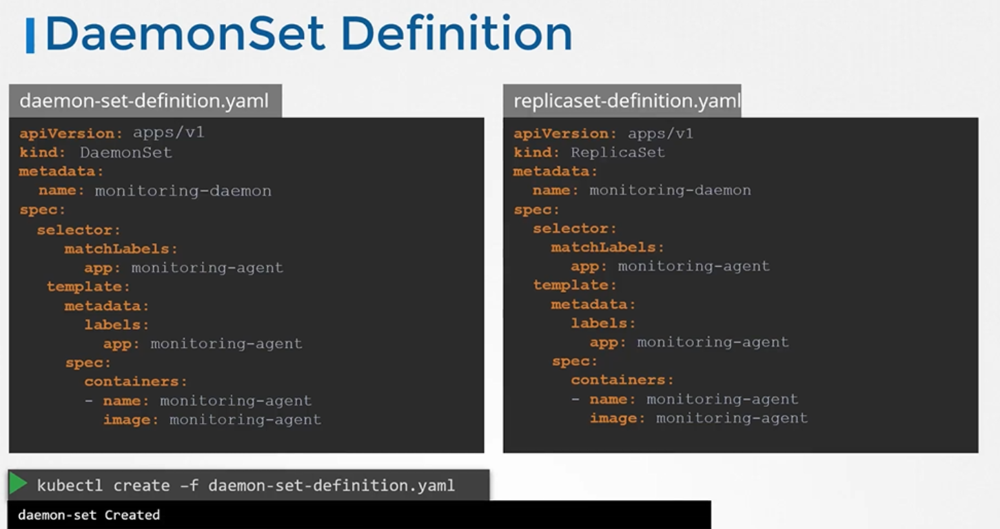 DaemonSet Definition
daemon-set-definition.yaml
apiVersion: apps/v1
kind: DaemonSet
metadata:
  name: monitoring-daemon
spec:
  selector:
     matchLabels:
       app: monitoring-agent
   template:
     metadata:
       labels:
         app: monitoring-agent
     spec:
       containers:
       - name: monitoring-agent
         image: monitoring-agent
replicaset-definition.yaml
apiVersion: apps/v1
kind: ReplicaSet
metadata:
  name: monitoring-daemon
spec:
  selector:
    matchLabels:
      app: monitoring-agent
  template:
    metadata:
      labels:
        app: monitoring-agent
    spec:
      containers:
      - name: monitoring-agent
        image: monitoring-agent
kubectl create –f daemon-set-definition.yaml
daemon-set Created